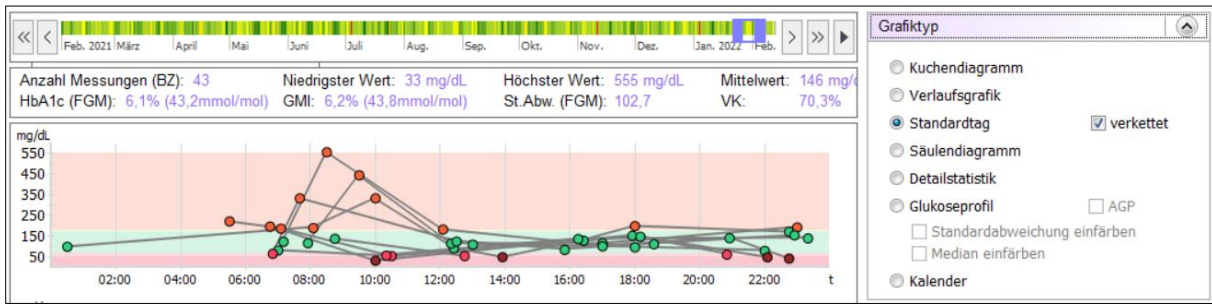 Feb. 2021 März April Mai Juni Juli Aug. Sep. Okt. Nov. Dez. Jan. 2022 Feb.
Anzahl Messungen (BZ): 43 Niedrigster Wert: 33 mg/dL Höchster Wert: 555 mg/dL Mittelwert: 146 mg/
HbA1c (FGM): 6,1% (43,2mmol/mol) GMI: 6,2% (43,8mmol/mol) St.Abw. (FGM): 102,7 VK: 70,3%
mg/dL
550
450
350
250
150
50
02:00 04:00 06:00 08:00 10:00 12:00 14:00 16:00 18:00 20:00 22:00 t
Grafiktyp
Kuchendiagramm
Verlaufsgrafik
Standardtag verkettet
Säulendiagramm
Detailstatistik
Glukoseprofil AGP
Standardabweichung einfärben
Median einfärben
Kalender